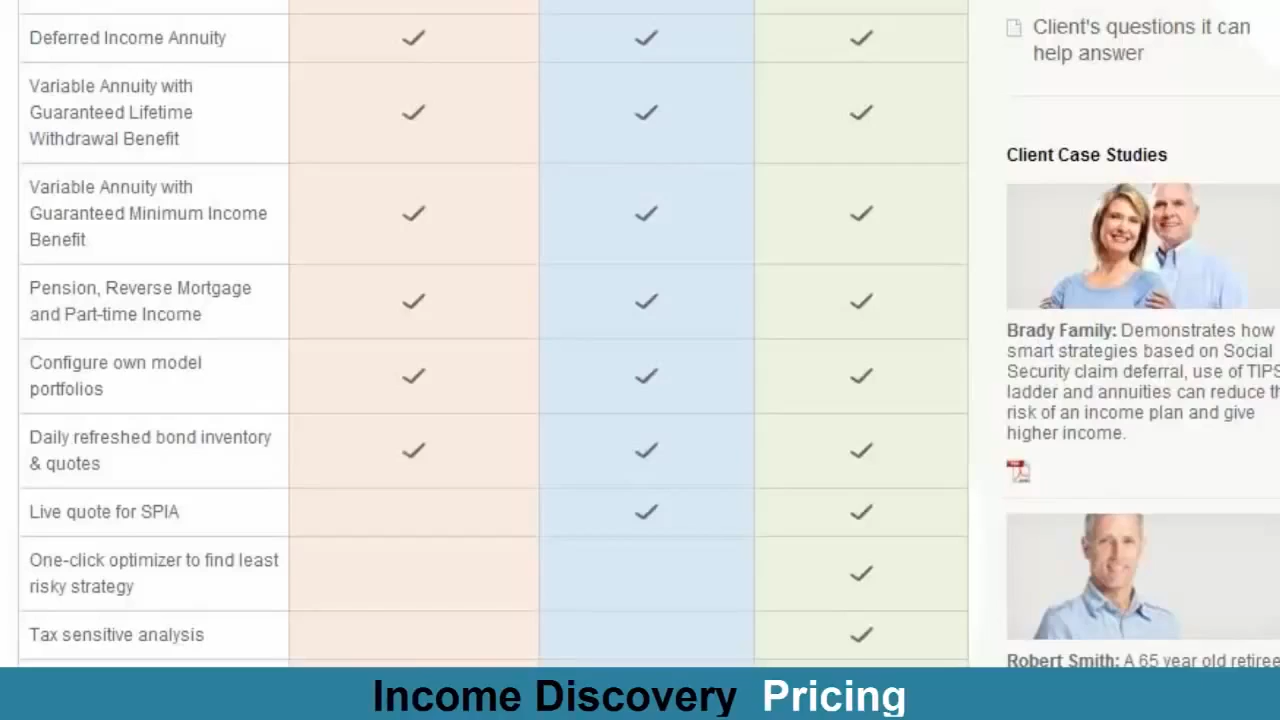 Deferred Income Annuity
Variable Annuity with
Guaranteed Lifetime
Withdrawal Benefit
Variable Annuity with
Guaranteed Minimum Income
Benefit
Pension, Reverse Mortgage
and Part-time Income
Configure own model
portfolios
Daily refreshed bond inventory
& quotes
Live quote for SPIA
One-click optimizer to find least
risky strategy
Tax sensitive analysis
Client's questions it can
help answer
Client Case Studies
Brady Family: Demonstrates how
smart strategies based on Social
Security claim deferral, use of TIPS
ladder and annuities can reduce th
risk of an income plan and give
higher income.
Robert Smith: A 65 year old retiree
Income Discovery Pricing